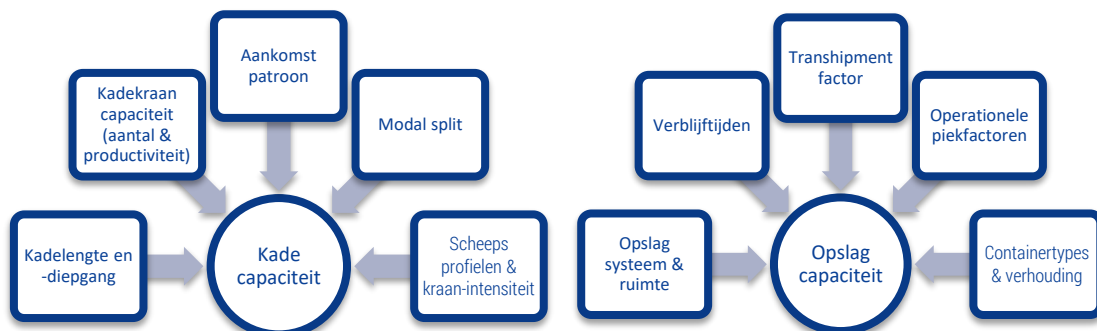 Aankomst
patroon
Kadekraan
capaciteit
(aantal &
productiviteit)
Modal split
Kadelengte en
-diepgang
Kade
capaciteit
Scheeps
profielen &
kraan-intensiteit
Transhipment
factor
Verblijftijden
Operationele
piekfactoren
Opslag
systeem &
ruimte
Opslag
capaciteit
Containertypes
& verhouding